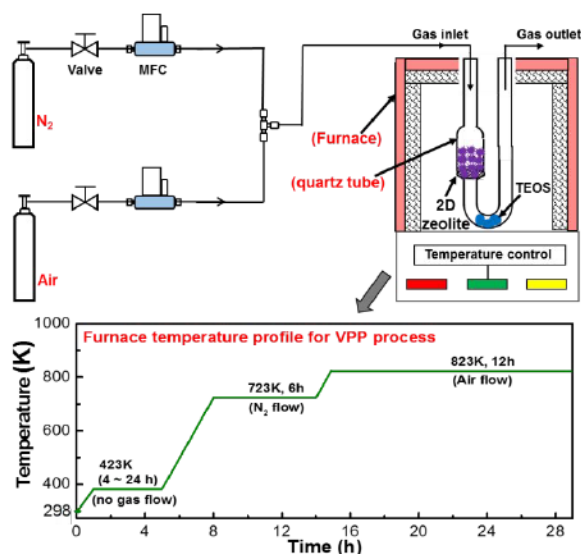 Gas inlet
Gas outlet
Valve
MFC
N₂
(Furnace)
(quartz tube)
2D
zeolite
TEOS
Air
Temperature control
Furnace temperature profile for VPP process
Temperature (K)
1000
800
600
400
298
423K
(4 ~ 24 h)
(no gas flow)
723K, 6h
(N₂ flow)
823K, 12h
(Air flow)
0
4
8
12
16
20
24
28
Time (h)